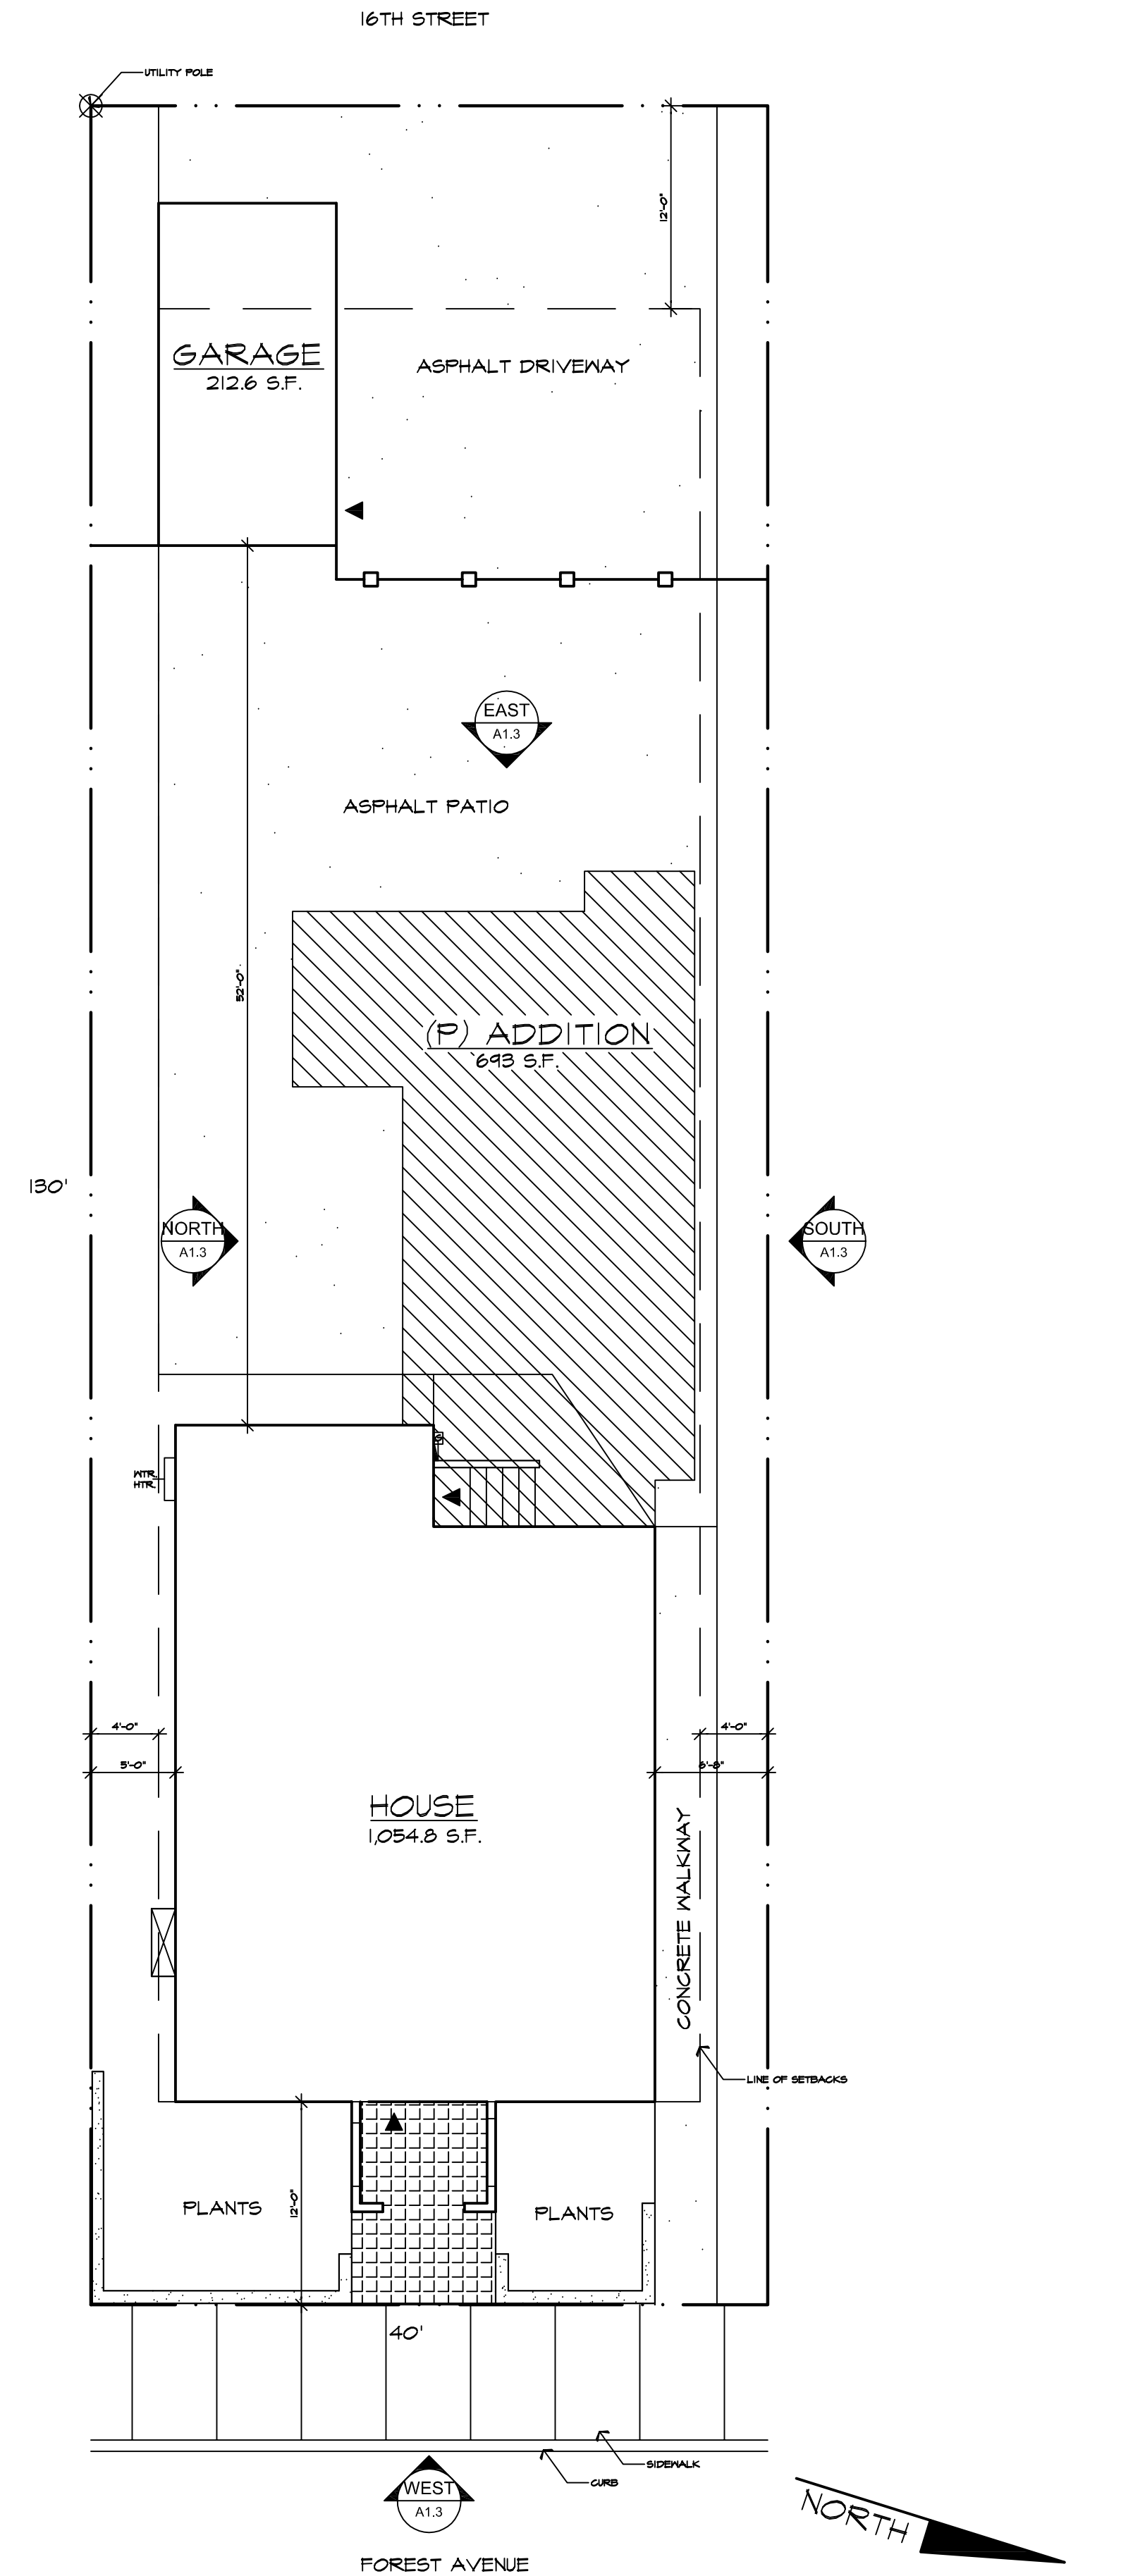 16TH STREET
UTILITY POLE
12'-0"
GARAGE
212.6 S.F.
ASPHALT DRIVEWAY
EAST
A1.3
ASPHALT PATIO
52'-0"
(P) ADDITION
693 S.F.
130'
NORTH
A1.3
SOUTH
A1.3
WTR.
HTR.
4'-0"
4'-0"
5'-0"
6'-8"
HOUSE
1,054.8 S.F.
CONCRETE WALKWAY
LINE OF SETBACKS
PLANTS
12'-0"
PLANTS
40'
SIDEWALK
CURB
WEST
A1.3
NORTH
FOREST AVENUE